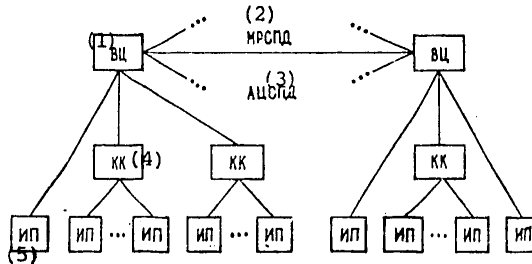 (2)
(1) ВЦ МРСПД ВЦ
(3)
АЦСПД
КК (4) КК КК
ИП ИП ... ИП ИП ... ИП ИП ИП ... ИП ИП
(5)